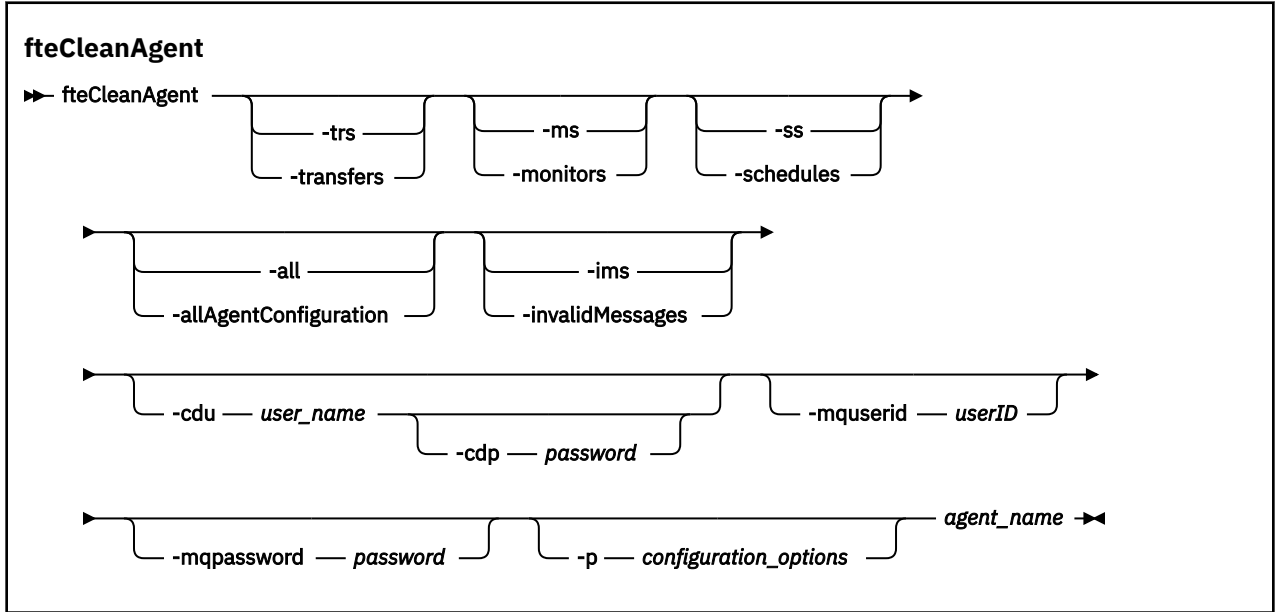 fteCleanAgent
fteCleanAgent
-trs -ms -ss
-transfers -monitors -schedules
-all -ims
-allAgentConfiguration -invalidMessages
-cdu user_name -mquserid userID
-cdp password
agent_name
-mqpassword password -p configuration_options